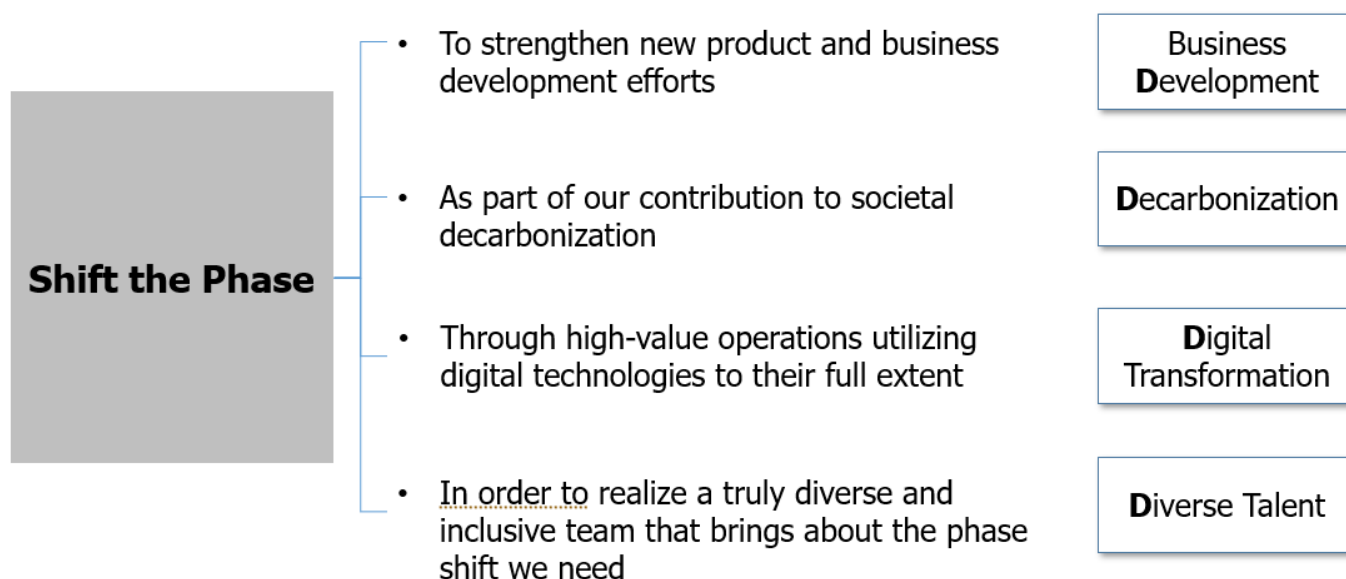 Shift the Phase
• To strengthen new product and business
development efforts
Business
Development
• As part of our contribution to societal
decarbonization
Decarbonization
• Through high-value operations utilizing
digital technologies to their full extent
Digital
Transformation
• In order to realize a truly diverse and
inclusive team that brings about the phase
shift we need
Diverse Talent